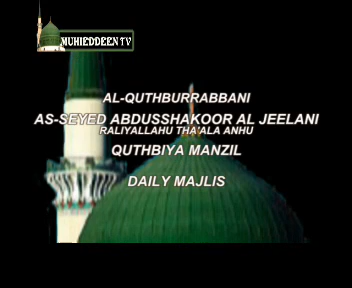 MUHIEDDEEN TV
AL-QUTHBURRABBANI
AS-SEYED ABDUSSHAKOOR AL JEELANI
RALIYALLAHU THA'ALA ANHU
QUTHBIYA MANZIL
DAILY MAJLIS